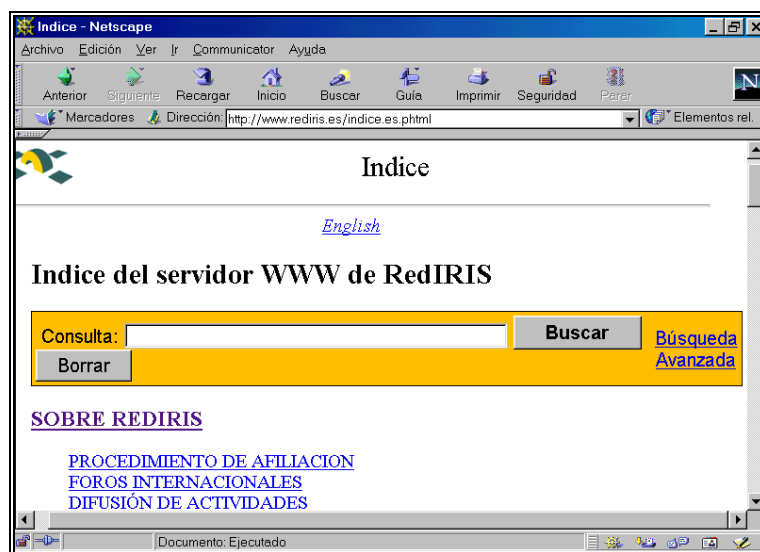 Indice - Netscape
Archivo Edición Ver Ir Communicator Ayuda
Anterior Siguiente Recargar Inicio Buscar Guía Imprimir Seguridad Parar
Marcadores Dirección: http://www.rediris.es/indice.es.phtml Elementos rel.
Indice
English
Indice del servidor WWW de RedIRIS
Consulta: Buscar Búsqueda
Borrar Avanzada
SOBRE REDIRIS
PROCEDIMIENTO DE AFILIACION
FOROS INTERNACIONALES
DIFUSIÓN DE ACTIVIDADES
Documento: Ejecutado